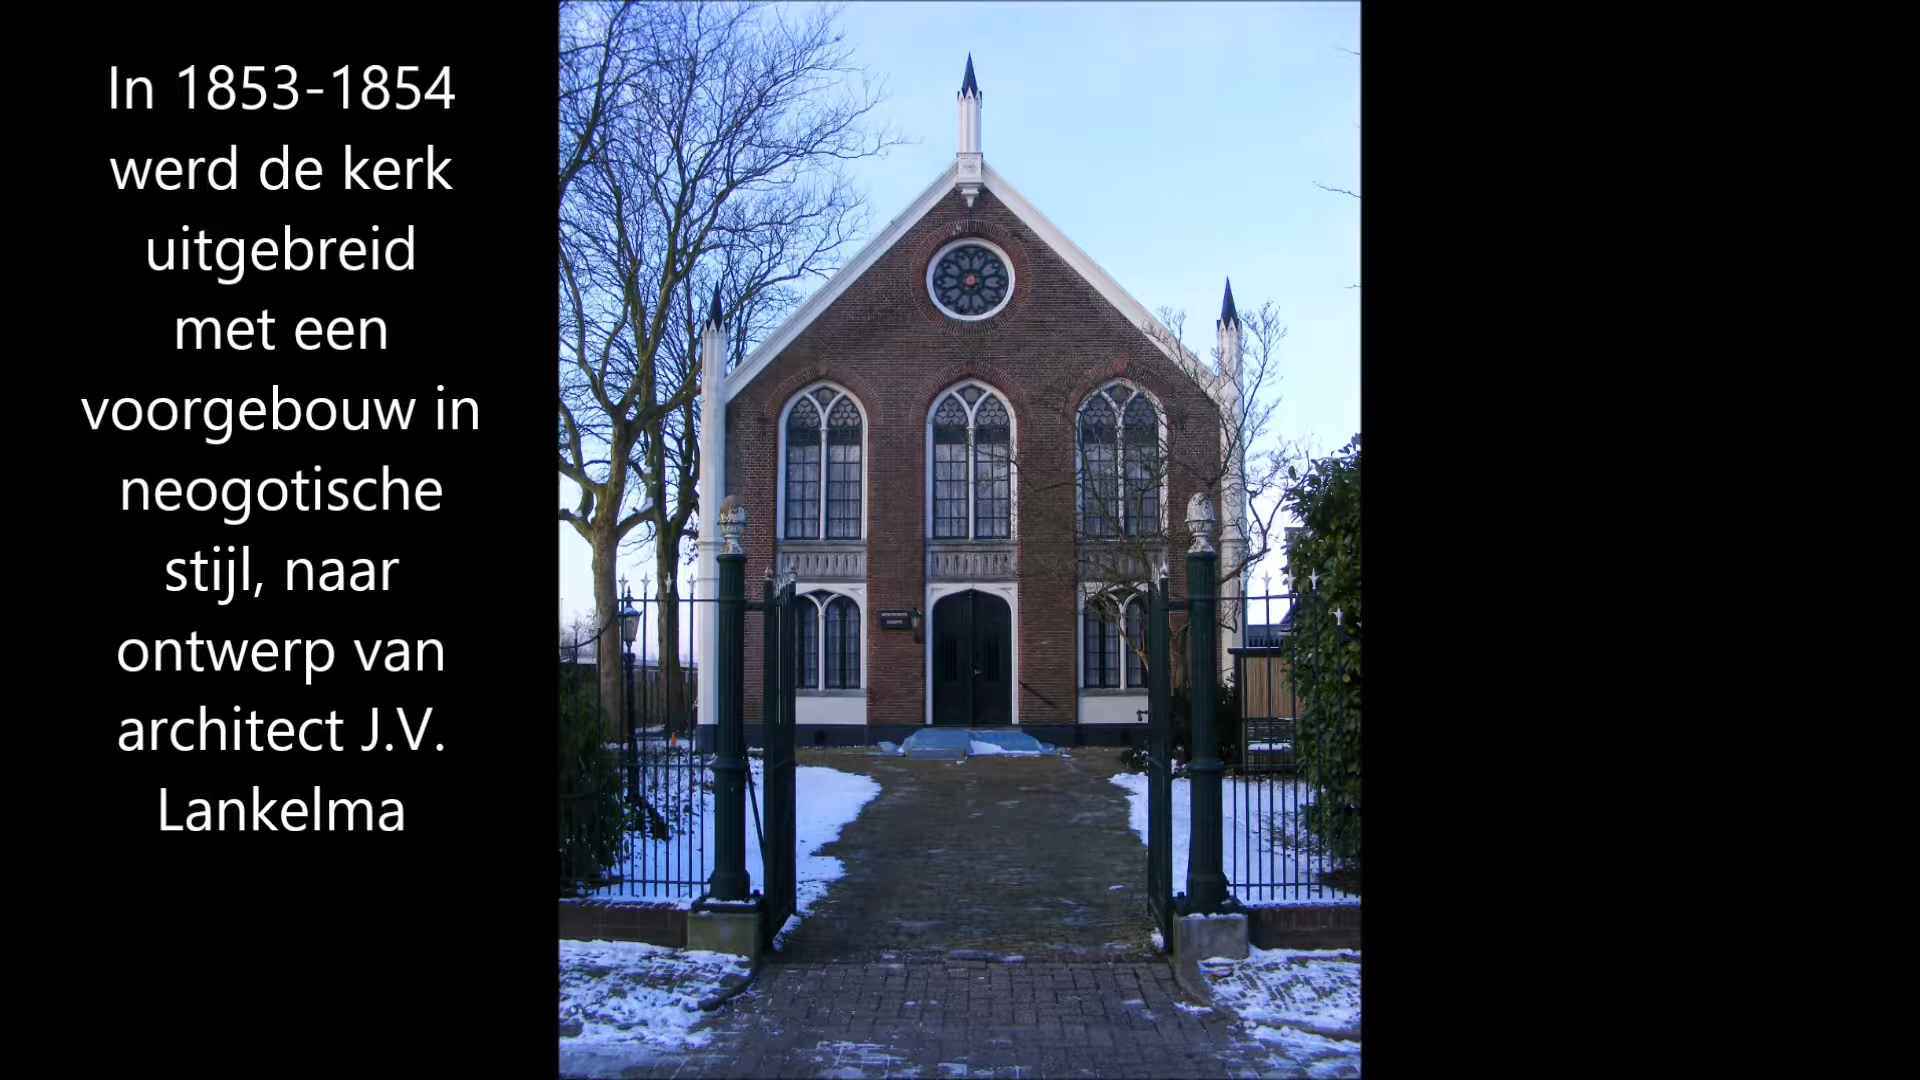 In 1853-1854
werd de kerk
uitgebreid
met een
voorgebouw in
neogotische
stijl, naar
ontwerp van
architect J.V.
Lankelma